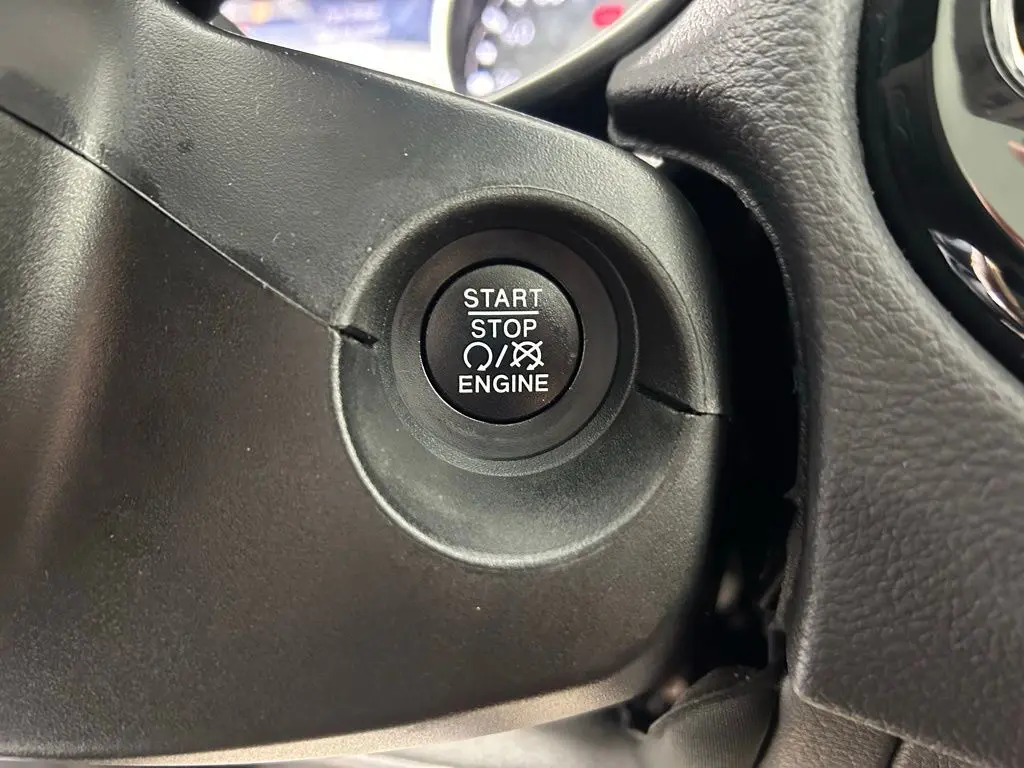 START
STOP
/
ENGINE